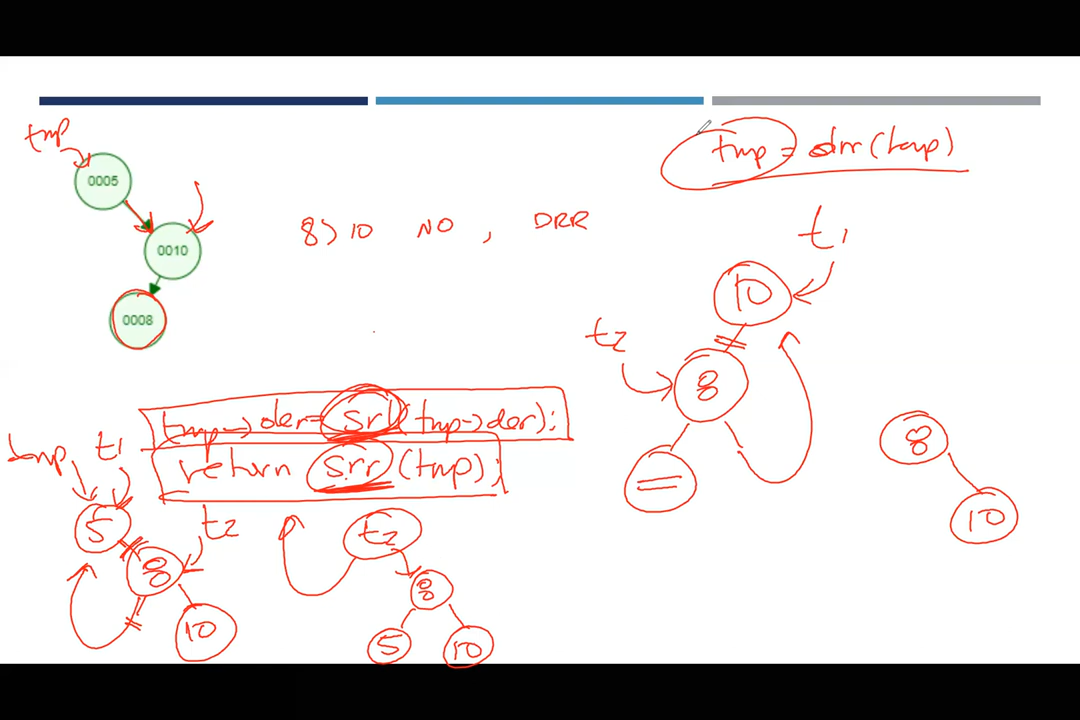 tmp
0005
0010
0008
8>10 NO, DRR
tmp = drr(tmp)
t1
10
t2
8
8
10
tmp->der=srl(tmp->der);
return srr(tmp);
tmp t1
5
t2
8
10
t2
8
5 10